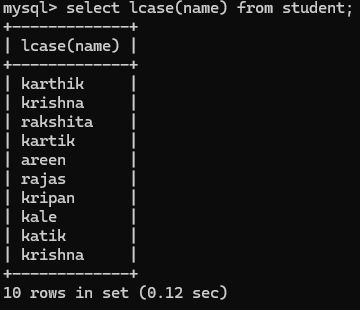 mysql> select lcase(name) from student;
+-------------+
| lcase(name) |
+-------------+
| karthik     |
| krishna     |
| rakshita    |
| kartik      |
| areen       |
| rajas       |
| kripan      |
| kale        |
| katik       |
| krishna     |
+-------------+
10 rows in set (0.12 sec)